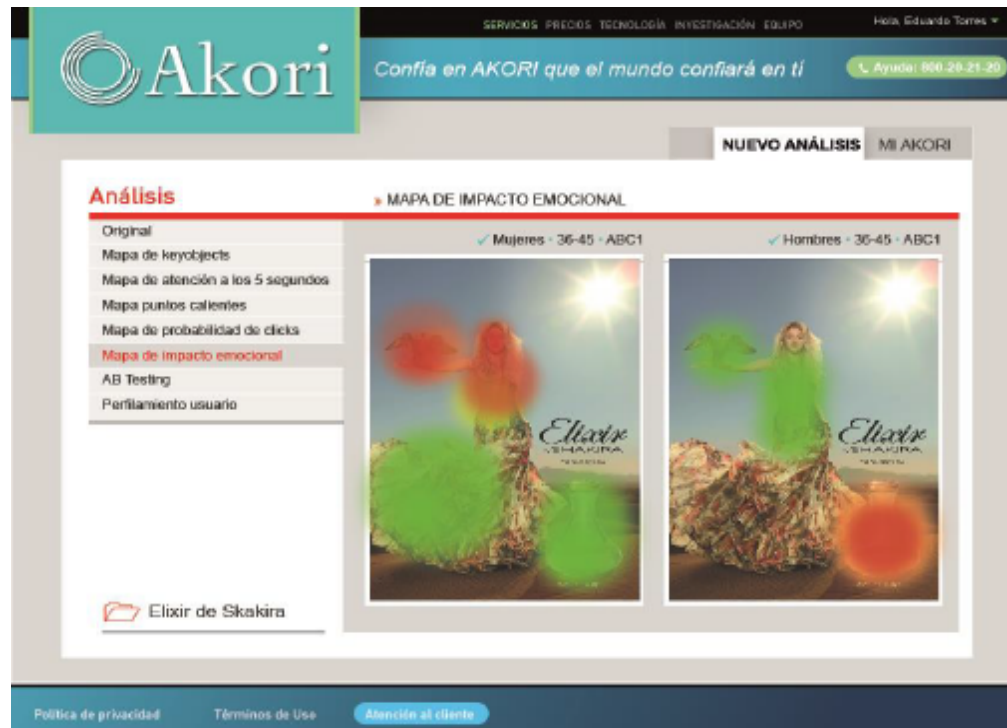 SERVICIOS PRECIOS TECNOLOGÍA INVESTIGACIÓN EQUIPO
Hola, Eduardo Torres
Akori
Confía en AKORI que el mundo confiará en tí
Ayuda: 800-20-21-20
NUEVO ANÁLISIS
MI AKORI
Análisis
» MAPA DE IMPACTO EMOCIONAL
Original
Mapa de keyobjects
Mapa de atención a los 5 segundos
Mapa puntos calientes
Mapa de probabilidad de clicks
Mapa de impacto emocional
AB Testing
Perfilamiento usuario
✓ Mujeres • 36-45 • ABC1
✓ Hombres • 36-45 • ABC1
Elixir
SHAKIRA
Elixir
SHAKIRA
Elixir de Skakira
Política de privacidad
Términos de Uso
Atención al cliente